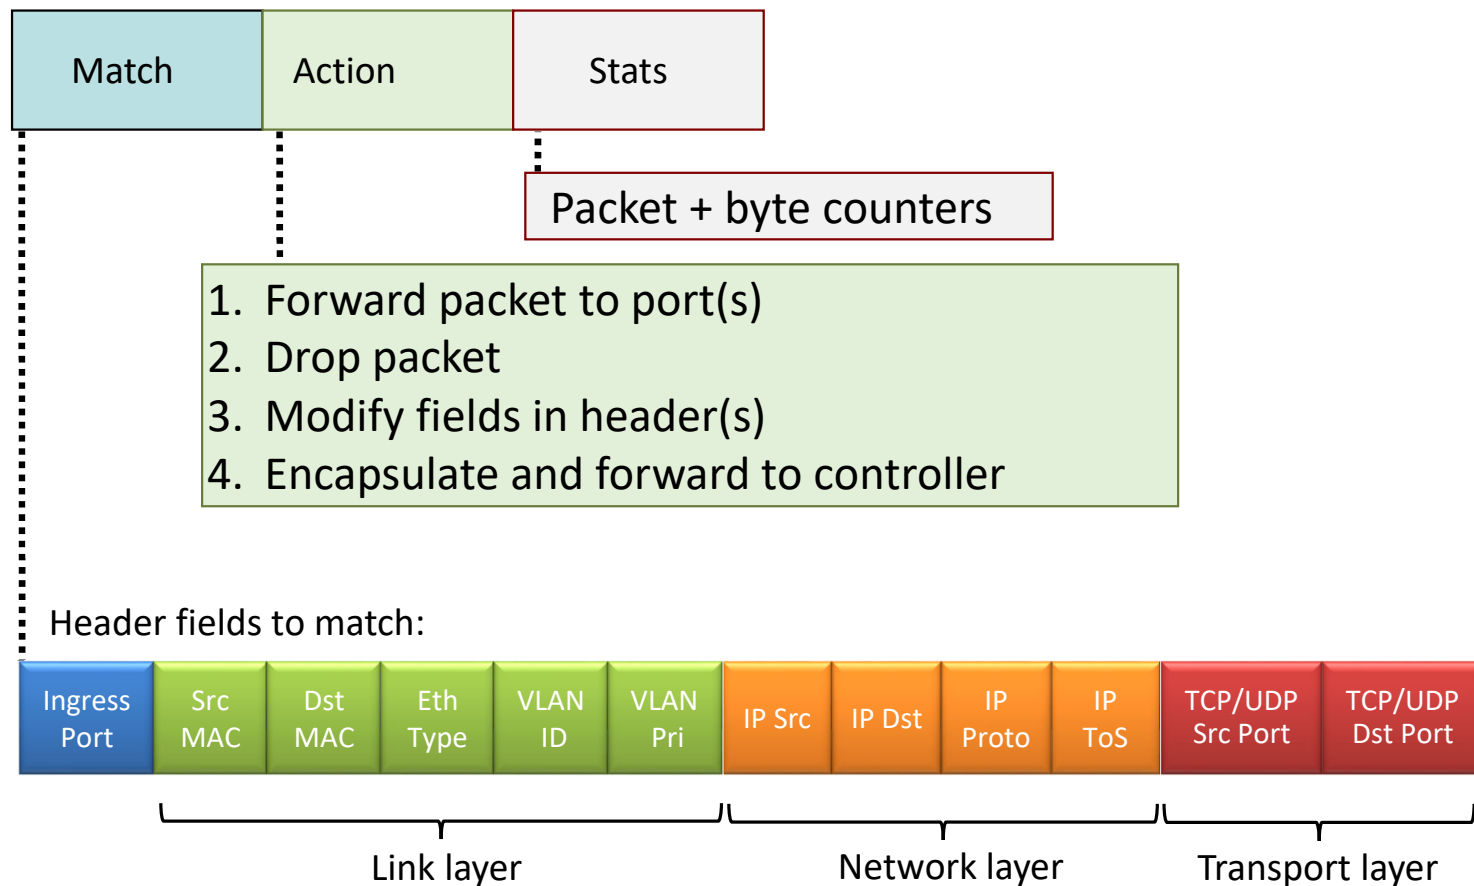 Match Action Stats
Packet + byte counters
1. Forward packet to port(s)
2. Drop packet
3. Modify fields in header(s)
4. Encapsulate and forward to controller
Header fields to match:
Ingress Port
Src MAC
Dst MAC
Eth Type
VLAN ID
VLAN Pri
IP Src
IP Dst
IP Proto
IP ToS
TCP/UDP Src Port
TCP/UDP Dst Port
Link layer
Network layer
Transport layer